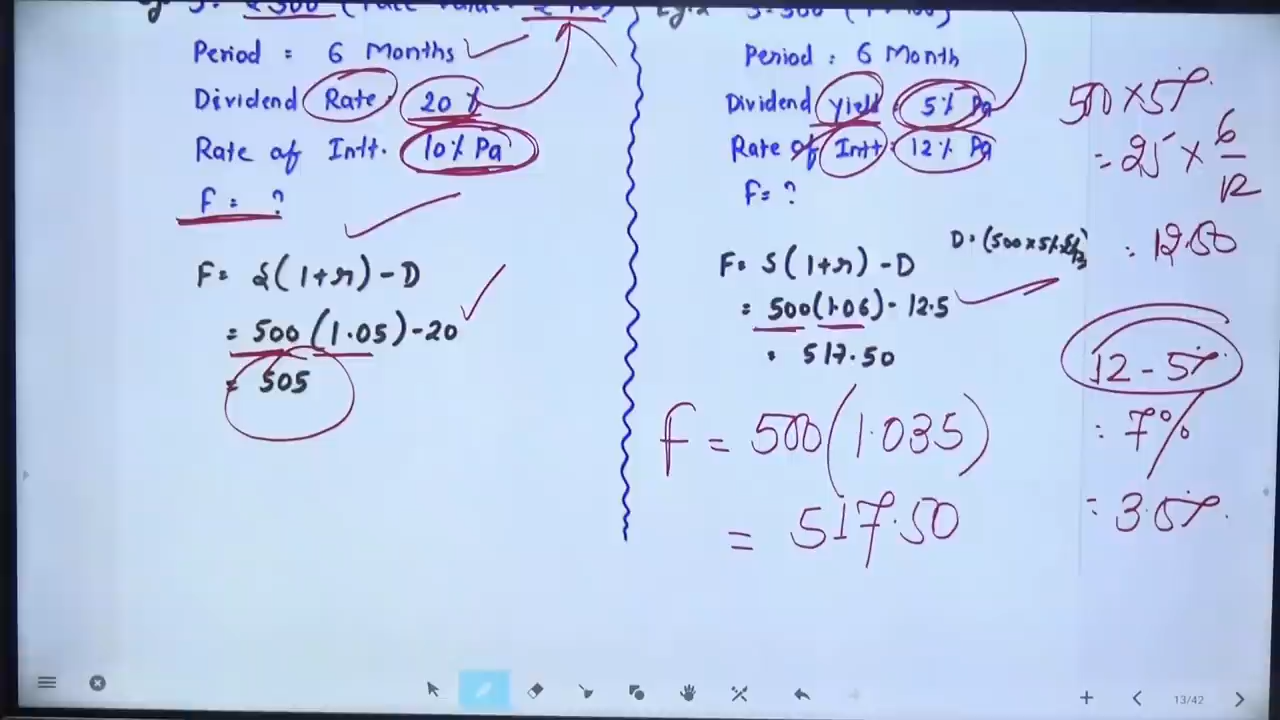 Period = 6 Months
Dividend Rate. 20%
Rate of Intt. 10% Pa
F = ?
F = S(1+r) - D
= 500 (1.05) - 20
= 505
Period : 6 Month
Dividend Yield : 5% Pa
Rate of Intt : 12% Pa
F = ?
F = S(1+r) - D
= 500(1.06) - 12.5
= 517.50
F = 500(1.035)
= 517.50
500 × 5%
= 25 × 6/12
= 12.50
12 - 5%
= 7%
= 3.5%
13/42